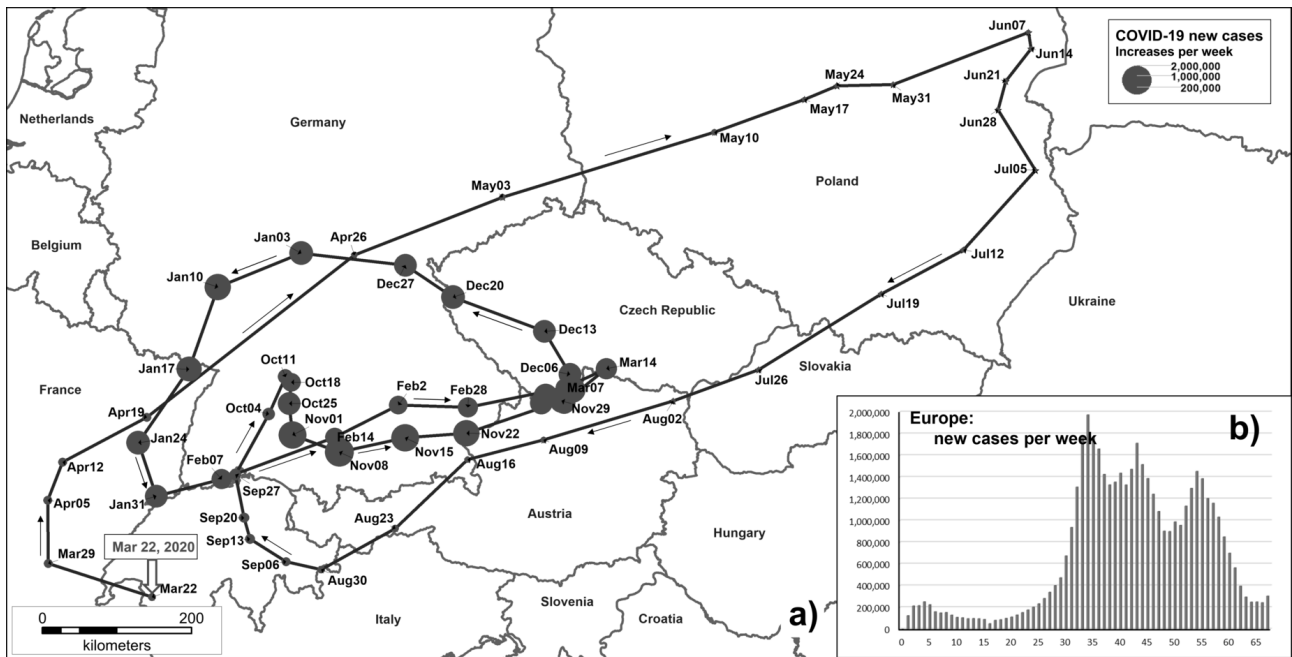 Jun07
COVID-19 new cases
Increases per week
2,000,000
1,000,000
200,000
Jun14
May24
Jun21
May31
May17
Netherlands
Germany
Jun28
May10
Jul05
Poland
May03
Jan03
Apr26
Belgium
Jan10
Dec27
Jul12
Dec20
Jul19
Ukraine
Czech Republic
Dec13
Oct11
Mar14
Slovakia
Jan17
Dec06
Jul26
Oct18
France
Feb2
Feb28
Mar07
Oct25
Nov29
Oct04
Apr19
Nov01
Aug02
Jan24
Feb14
Nov22
Nov15
Aug09
Feb07
Nov08
Apr12
Aug16
Sep27
Jan31
Apr05
Sep20
Aug23
Austria
Sep13
Hungary
Mar 22, 2020
Mar29
Sep06
Aug30
Mar22
Slovenia
0 200
kilometers
Italy
Croatia
a)
Europe:
new cases per week
b)
2,000,000
1,800,000
1,600,000
1,400,000
1,200,000
1,000,000
800,000
600,000
400,000
200,000
0
0 5 10 15 20 25 30 35 40 45 50 55 60 65